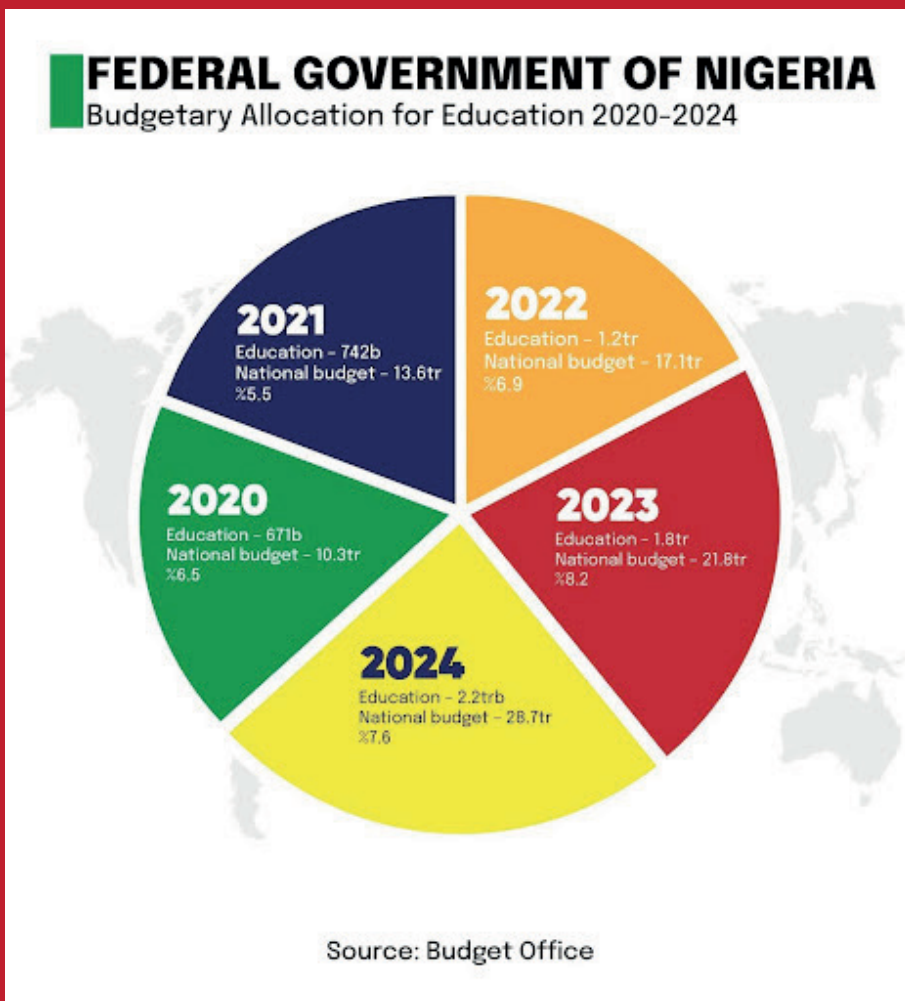 FEDERAL GOVERNMENT OF NIGERIA
Budgetary Allocation for Education 2020-2024
2021
Education - 742b
National budget - 13.6tr
%5.5
2022
Education - 1.2tr
National budget - 17.1tr
%6.9
2020
Education - 671b
National budget - 10.3tr
%6.5
2023
Education - 1.8tr
National budget - 21.8tr
%8.2
2024
Education - 2.2trb
National budget - 28.7tr
%7.6
Source: Budget Office